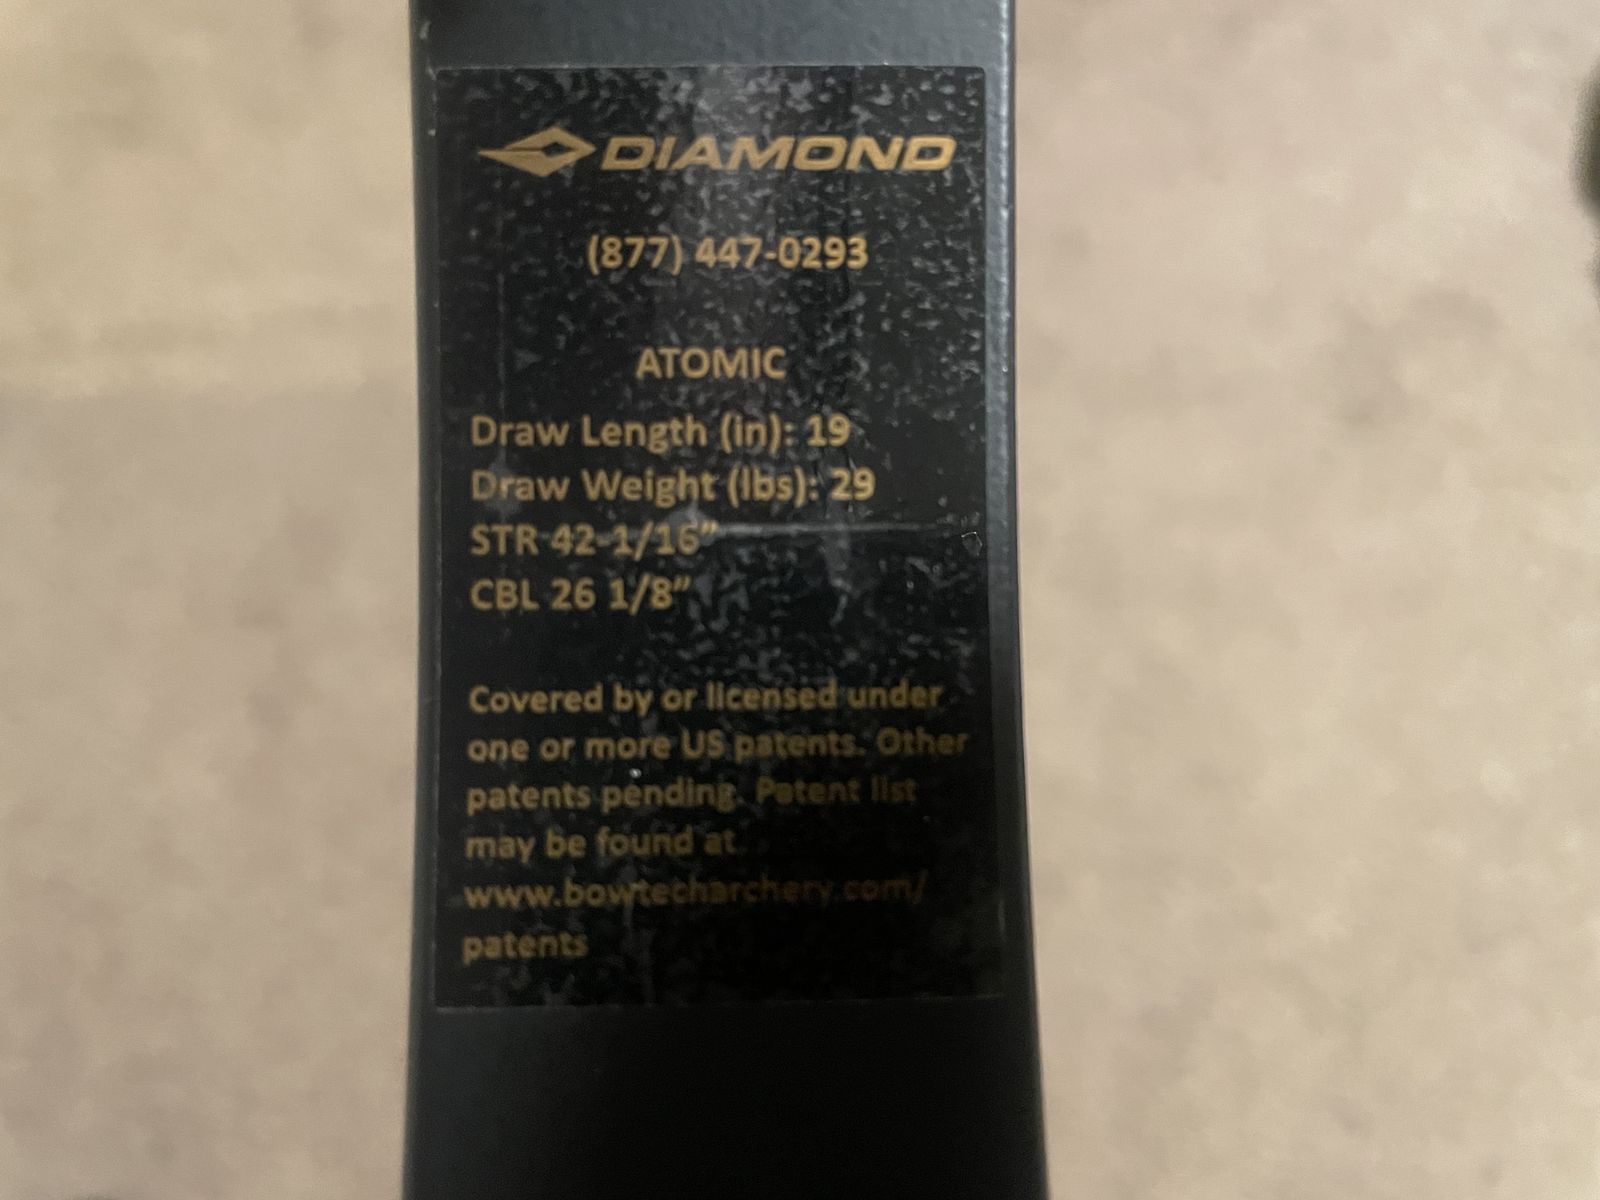 DIAMOND
(877) 447-0293
ATOMIC
Draw Length (in): 19
Draw Weight (lbs): 29
STR 42-1/16”
CBL 26 1/8”
Covered by or licensed under
one or more US patents. Other
patents pending. Patent list
may be found at
www.bowtecharchery.com/
patents